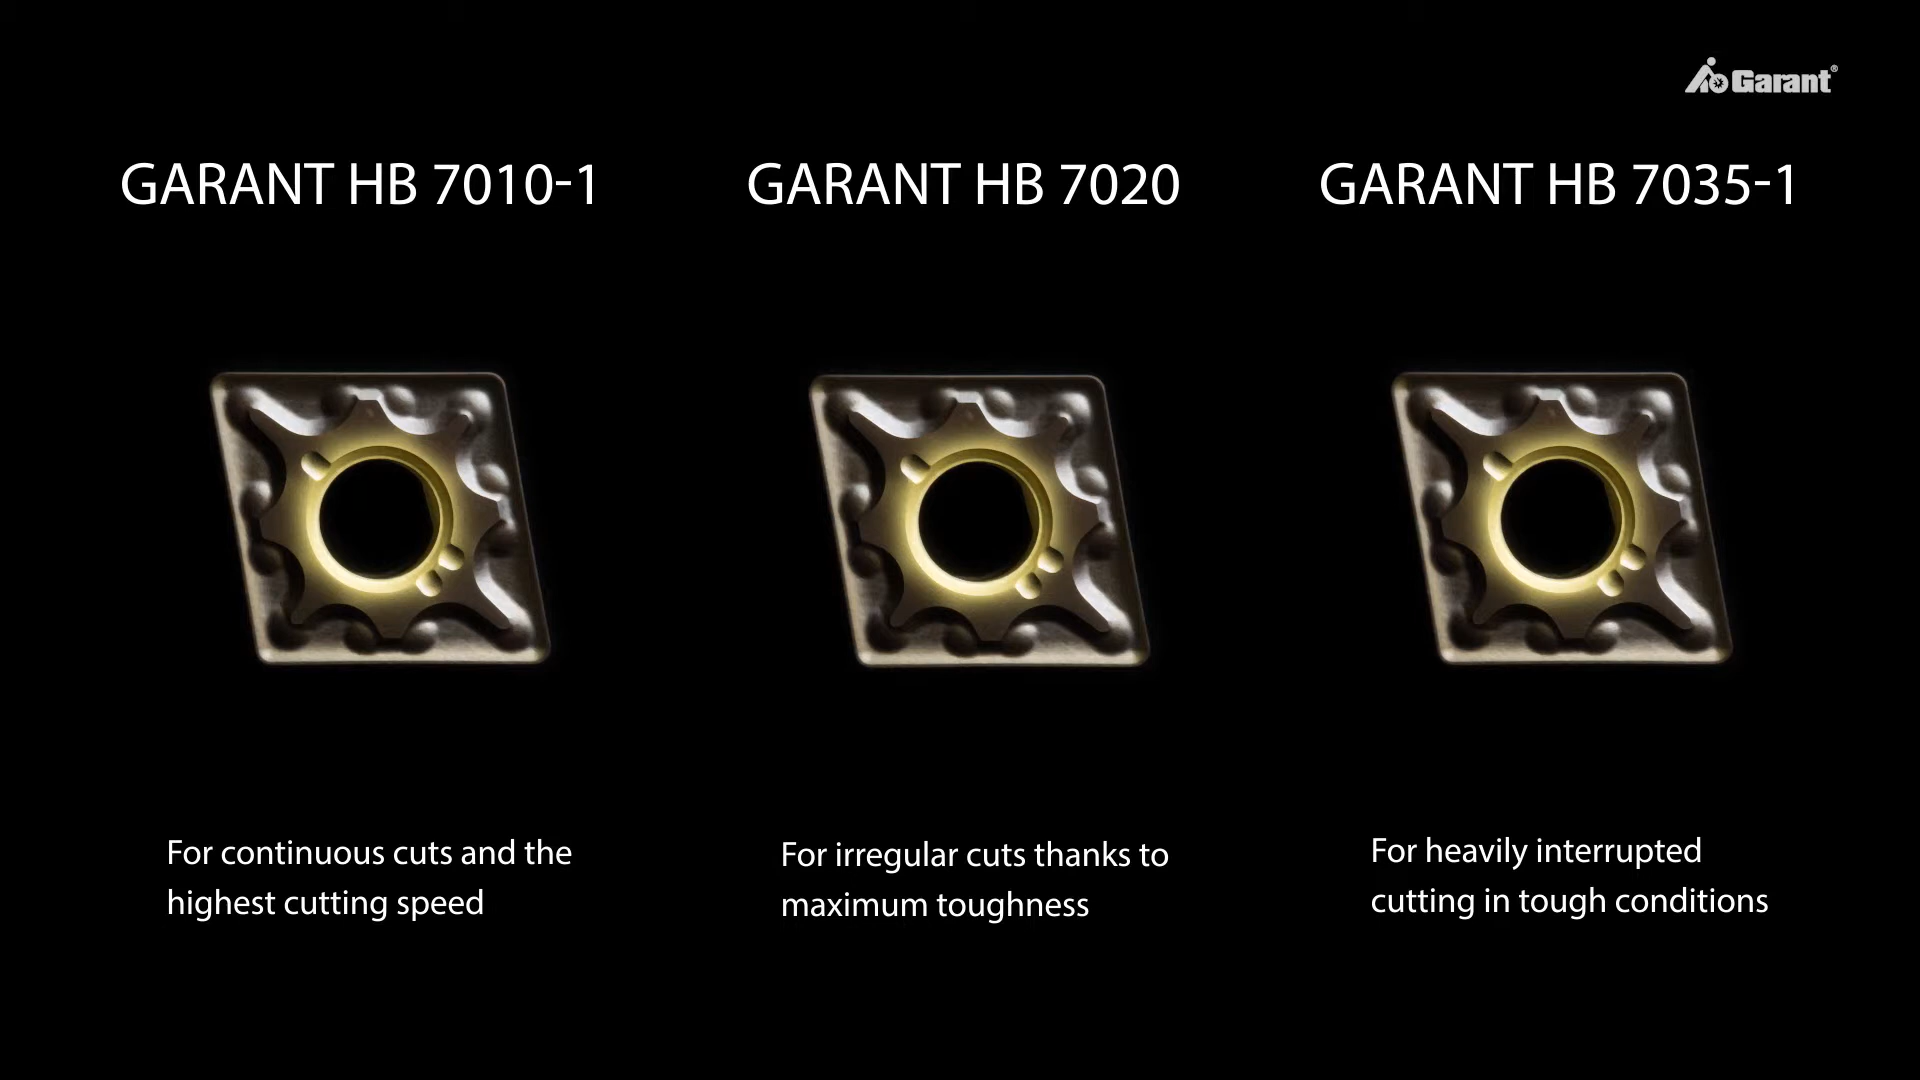 Garant®
GARANT HB 7010-1
GARANT HB 7020
GARANT HB 7035-1
For continuous cuts and the
highest cutting speed
For irregular cuts thanks to
maximum toughness
For heavily interrupted
cutting in tough conditions